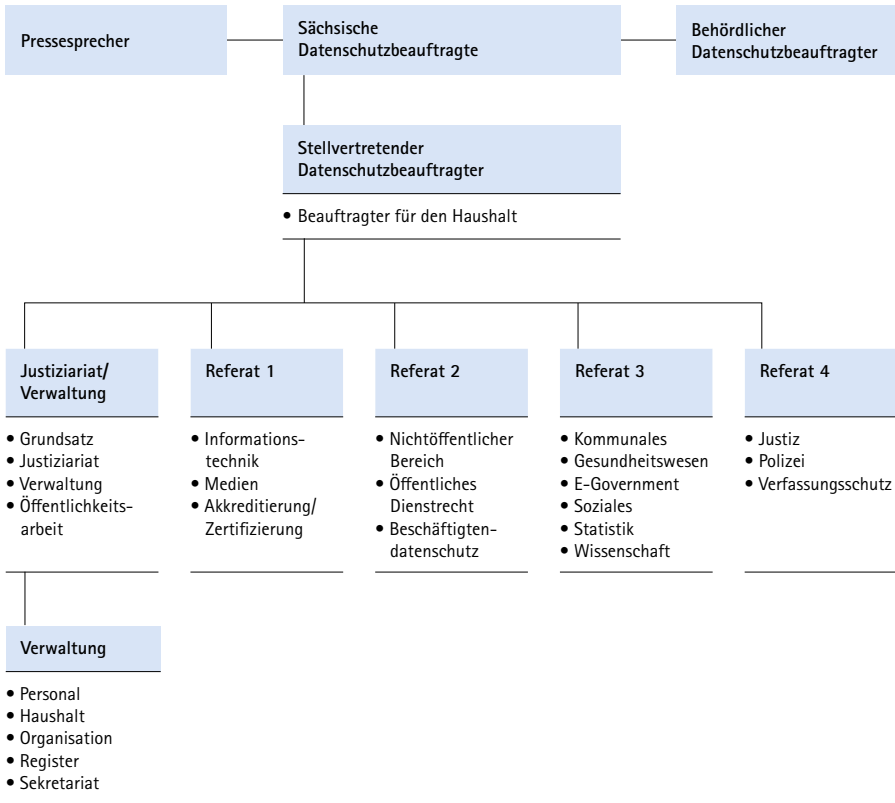 Pressesprecher
Sächsische
Datenschutzbeauftragte
Behördlicher
Datenschutzbeauftragter
Stellvertretender
Datenschutzbeauftragter
• Beauftragter für den Haushalt
Justiziariat/
Verwaltung
• Grundsatz
• Justiziariat
• Verwaltung
• Öffentlichkeits-
arbeit
Referat 1
• Informations-
technik
• Medien
• Akkreditierung/
Zertifizierung
Referat 2
• Nichtöffentlicher
Bereich
• Öffentliches
Dienstrecht
• Beschäftigten-
datenschutz
Referat 3
• Kommunales
• Gesundheitswesen
• E-Government
• Soziales
• Statistik
• Wissenschaft
Referat 4
• Justiz
• Polizei
• Verfassungsschutz
Verwaltung
• Personal
• Haushalt
• Organisation
• Register
• Sekretariat